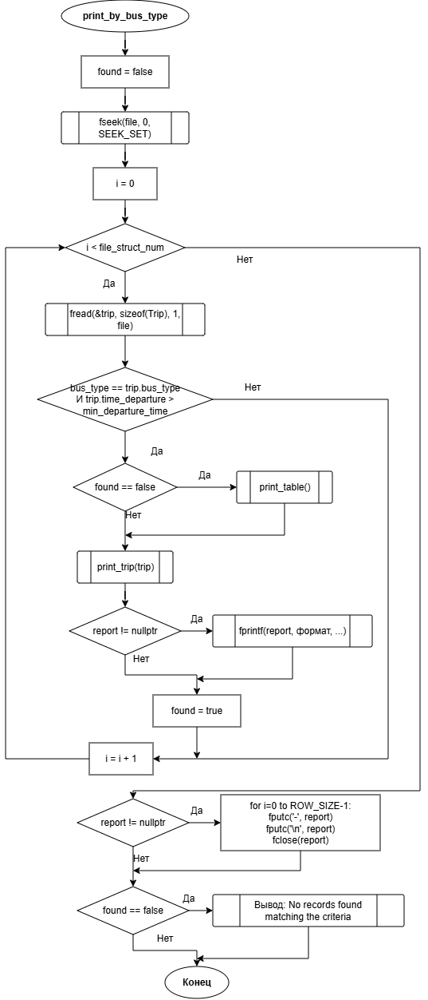 print_by_bus_type
found = false
fseek(file, 0,
SEEK_SET)
i = 0
i < file_struct_num
Нет
Да
fread(&trip, sizeof(Trip), 1,
file)
bus_type == trip.bus_type
И trip.time_departure >
min_departure_time
Нет
Да
found == false
Да
print_table()
Нет
print_trip(trip)
report != nullptr
Да
fprintf(report, формат, ...)
Нет
found = true
i = i + 1
report != nullptr
Да
for i=0 to ROW_SIZE-1:
fputc('-', report)
fputc('\n', report)
fclose(report)
Нет
found == false
Да
Вывод: No records found
matching the criteria
Нет
Конец